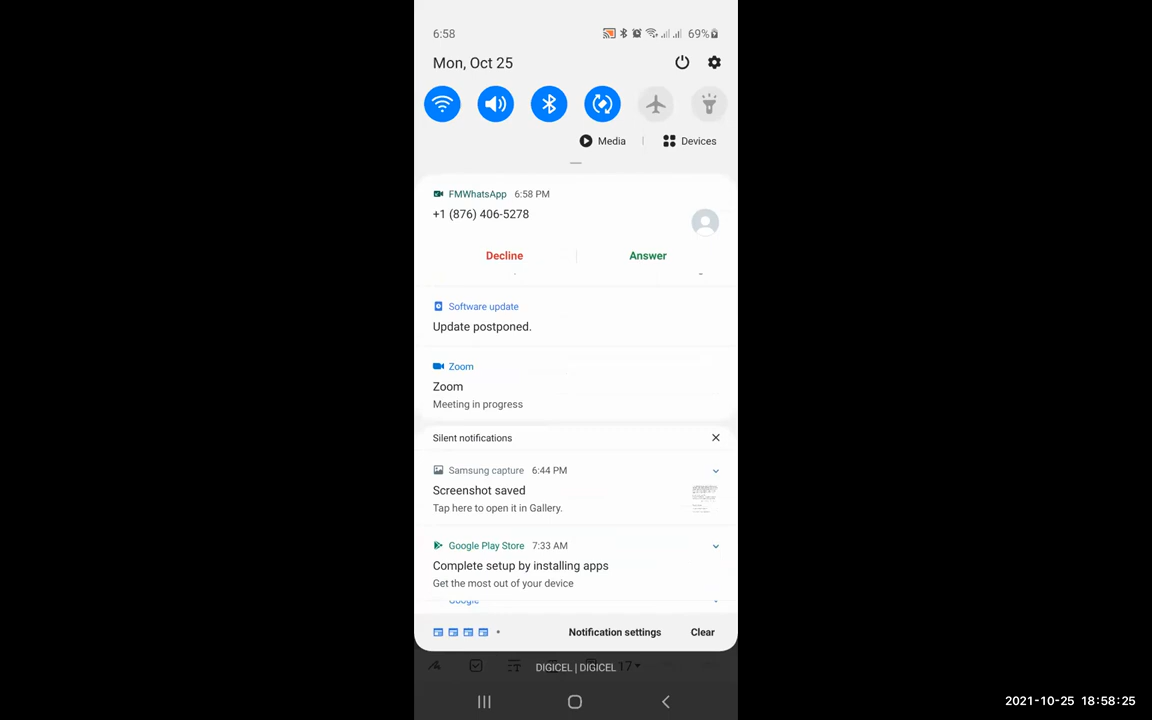 6:58
69%
Mon, Oct 25
Media | Devices
FMWhatsApp 6:58 PM
+1 (876) 406-5278
Decline Answer
Software update
Update postponed.
Zoom
Zoom
Meeting in progress
Silent notifications
Samsung capture 6:44 PM
Screenshot saved
Tap here to open it in Gallery.
Google Play Store 7:33 AM
Complete setup by installing apps
Get the most out of your device
Google
Notification settings Clear
DIGICEL | DIGICEL 17
2021-10-25 18:58:25